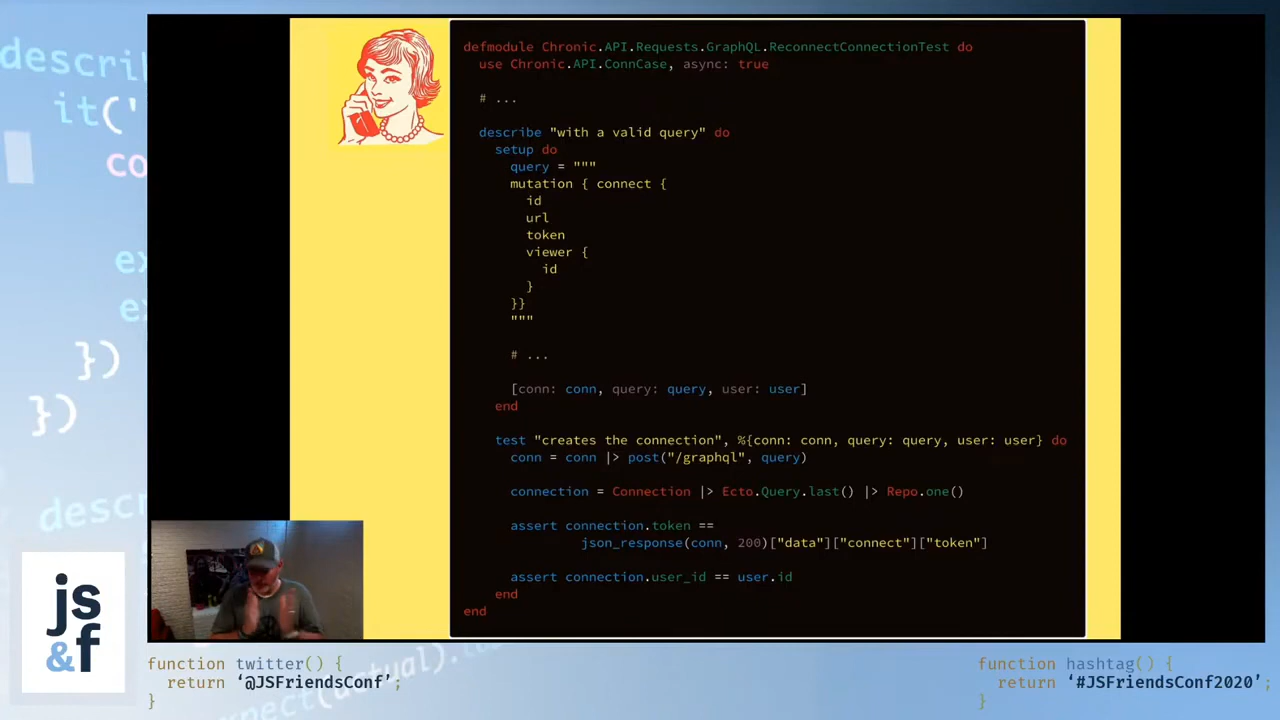 defmodule Chronic.API.Requests.GraphQL.ReconnectConnectionTest do
use Chronic.API.ConnCase, async: true
# ...
describe "with a valid query" do
setup do
query = """
mutation { connect {
id
url
token
viewer {
id
}
}}
"""
# ...
[conn: conn, query: query, user: user]
end
test "creates the connection", %{conn: conn, query: query, user: user} do
conn = conn |> post("/graphql", query)
connection = Connection |> Ecto.Query.last() |> Repo.one()
assert connection.token ==
json_response(conn, 200)["data"]["connect"]["token"]
assert connection.user_id == user.id
end
end
it('
co
})
})
js
&f
function twitter() {
return ‘@JSFriendsConf’;
}
function hashtag() {
return ‘#JSFriendsConf2020’;
}